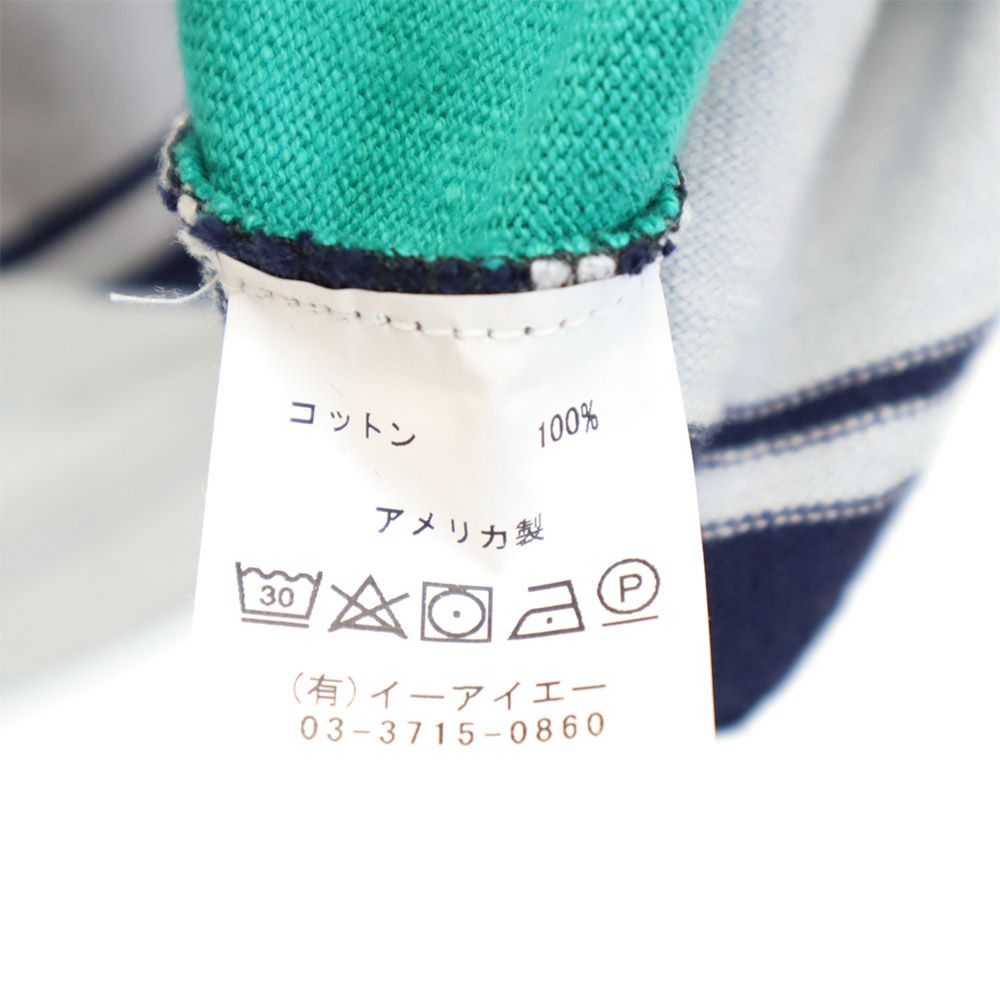 コットン 100%
アメリカ製
30 P
(有)イーアイエー
03-3715-0860